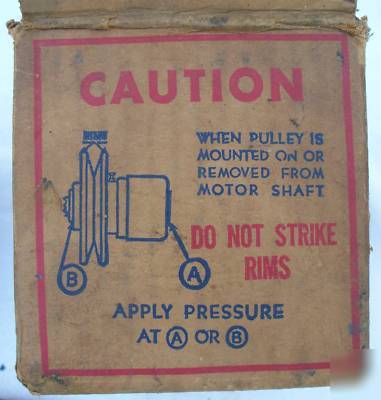 CAUTION
WHEN PULLEY IS
MOUNTED ON OR
REMOVED FROM
MOTOR SHAFT
DO NOT STRIKE
RIMS
B
A
APPLY PRESSURE
AT A OR B